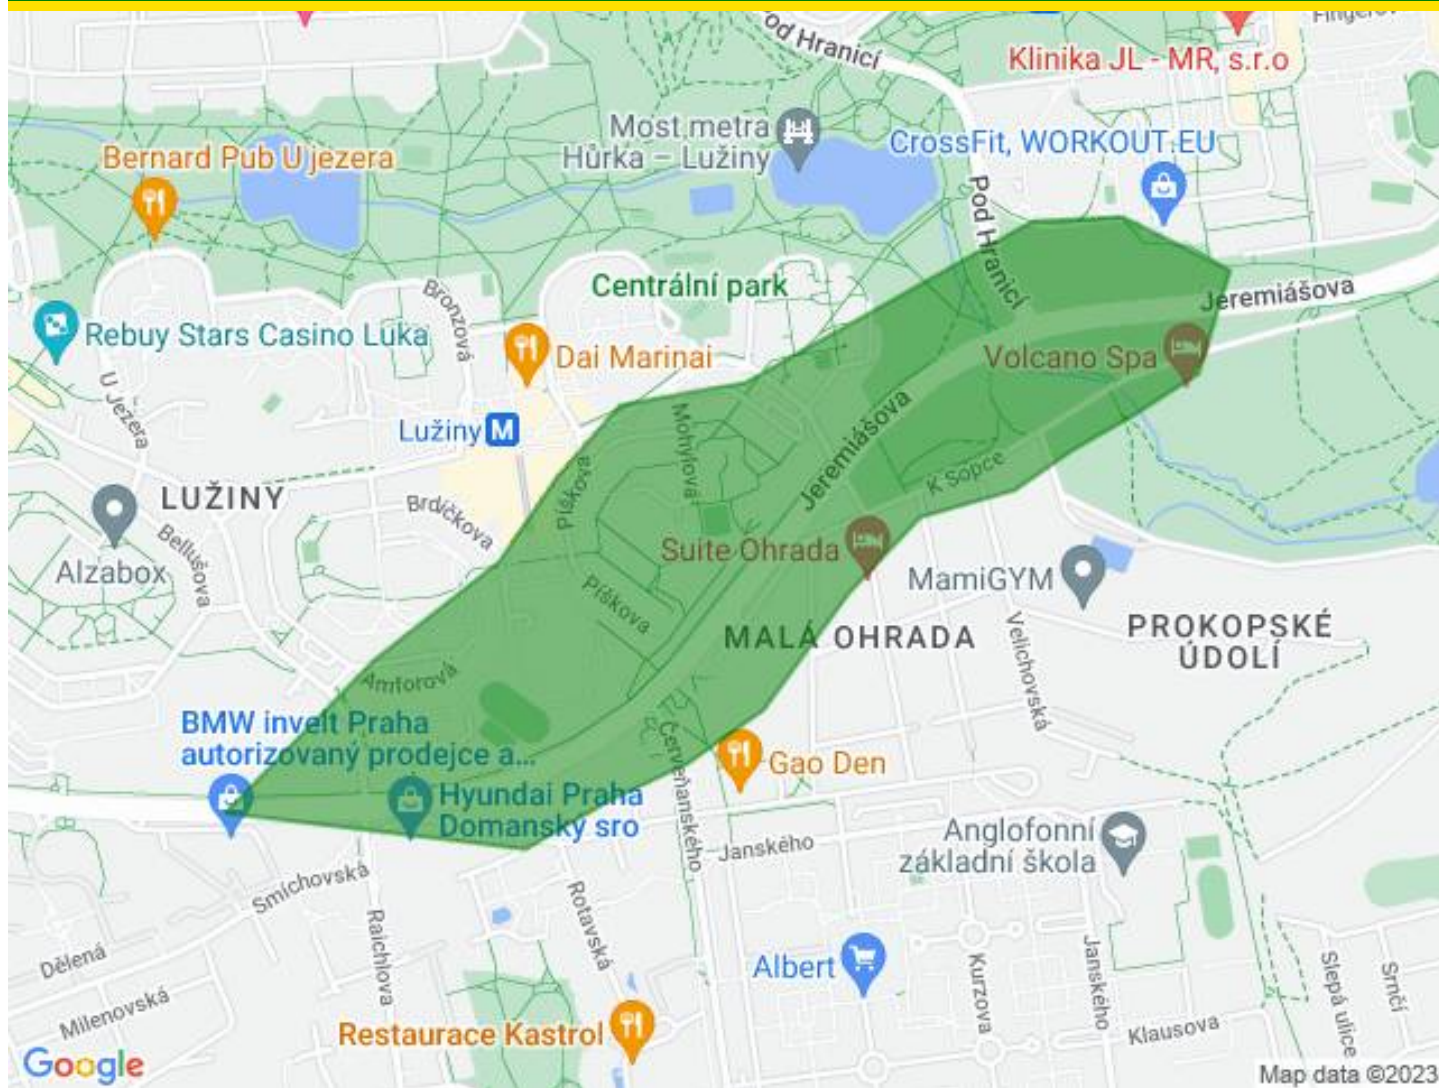 od Hranicí
Klinika JL - MR, s.r.o
Most metra
Hůrka – Lužiny
CrossFit, WORKOUT.EU
Bernard Pub U jezera
Pod Hranicí
Centrální park
Bronzová
Jeremiášova
Rebuy Stars Casino Luka
Dai Marinai
Volcano Spa
U Jezera
Lužiny M
Mohylová
Jeremiášova
Píškova
K Sopce
LUŽINY
Brdičkova
Bellušova
Alzabox
Suite Ohrada
MamiGYM
Píškova
MALÁ OHRADA
Velichovská
PROKOPSKÉ
ÚDOLÍ
Amforová
BMW invelt Praha
autorizovaný prodejce a...
Červeňanského
Gao Den
Hyundai Praha
Domanský sro
Janského
Anglofonní
základní škola
Smíchovská
Raichlova
Rotavská
Dělená
Albert
Kurzova
Janského
Slepá ulice
Srnčí
Milenovská
Restaurace Kastrol
Klausova
Google
Map data ©2023